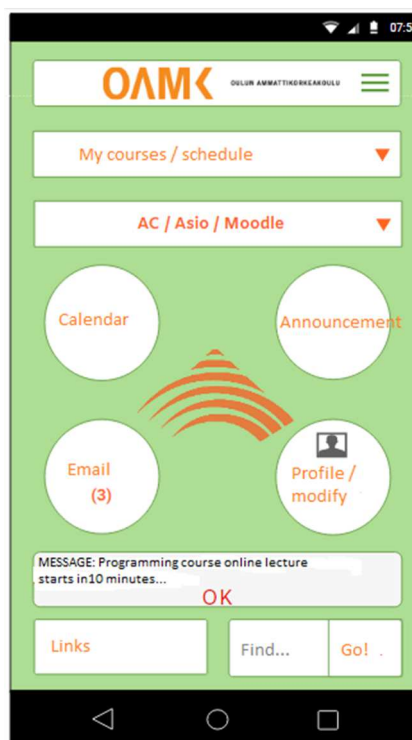 07:5
OAMK OULUN AMMATTIKORKEAKOULU
My courses / schedule
AC / Asio / Moodle
Calendar
Announcement
Email
(3)
Profile /
modify
MESSAGE: Programming course online lecture
starts in10 minutes...
OK
Links
Find...
Go! .